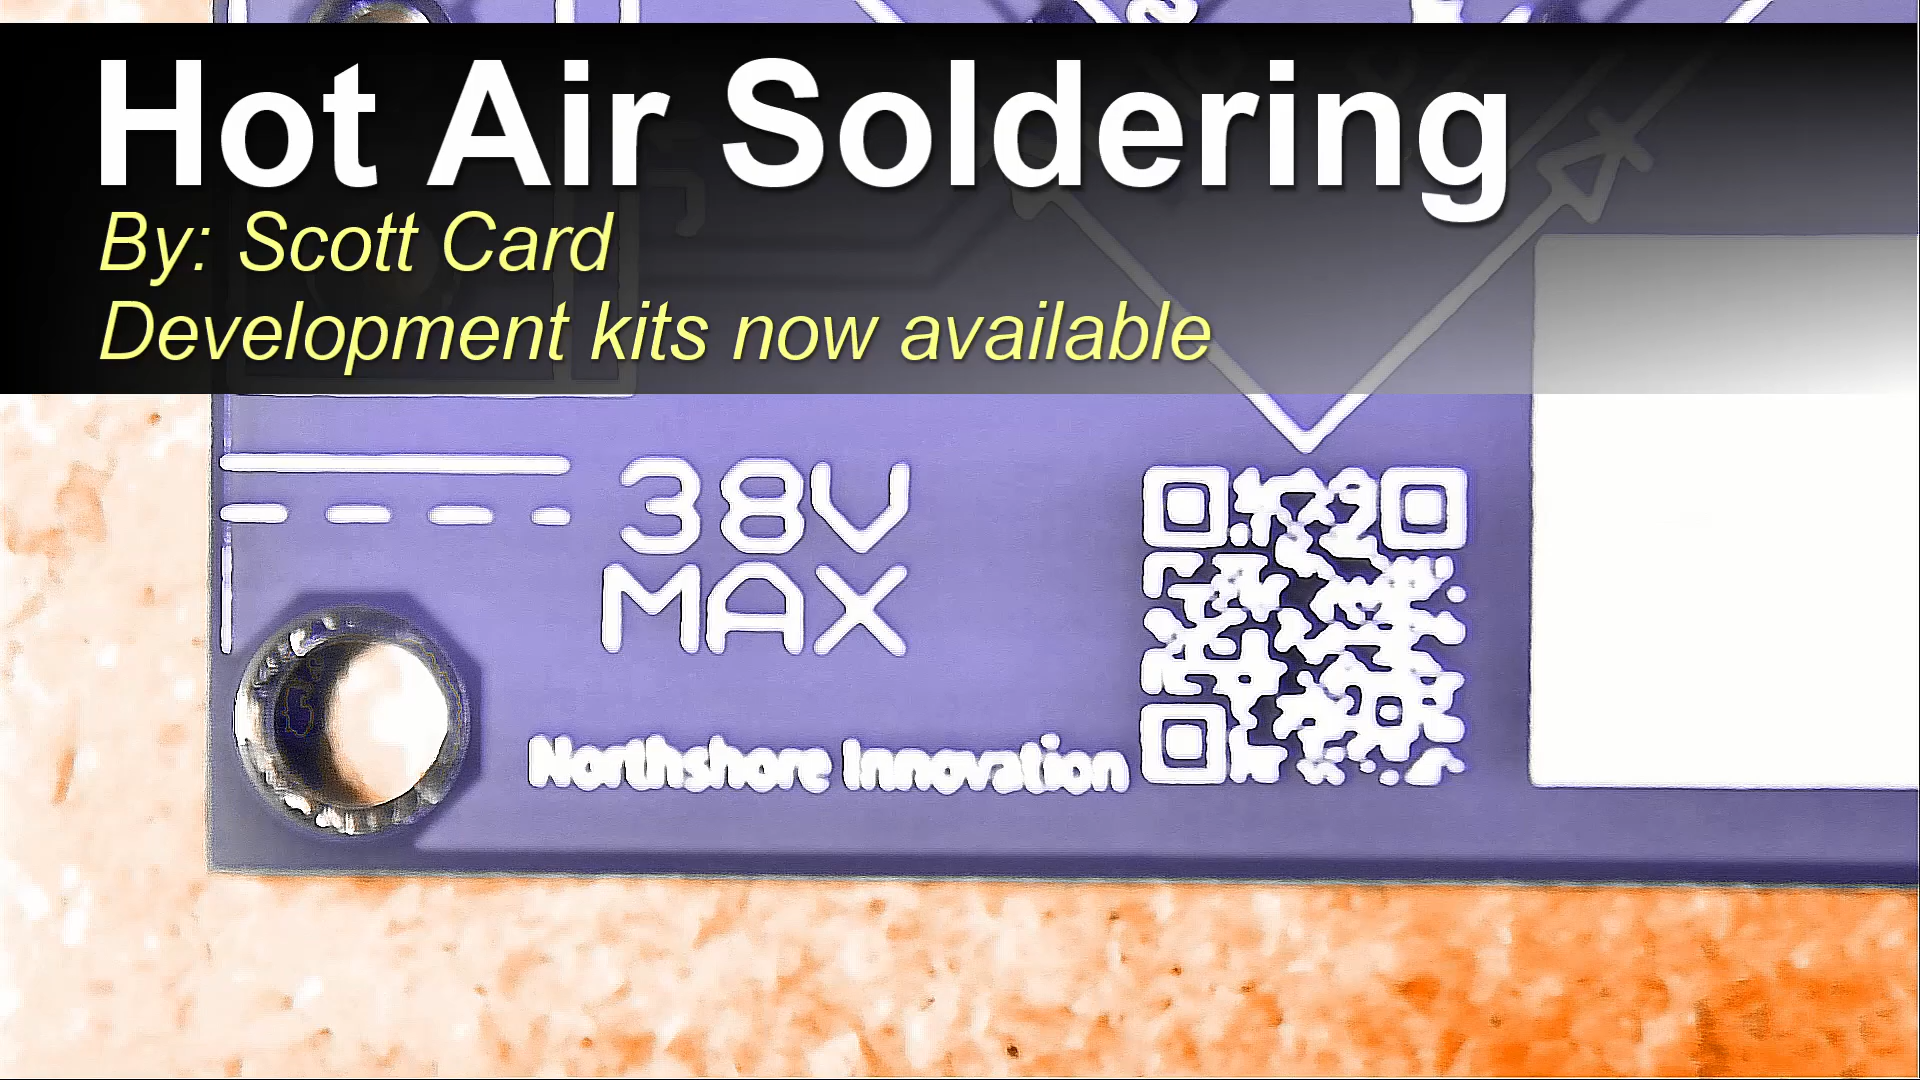 Hot Air Soldering
By: Scott Card
Development kits now available
38V
MAX
Northshore Innovation